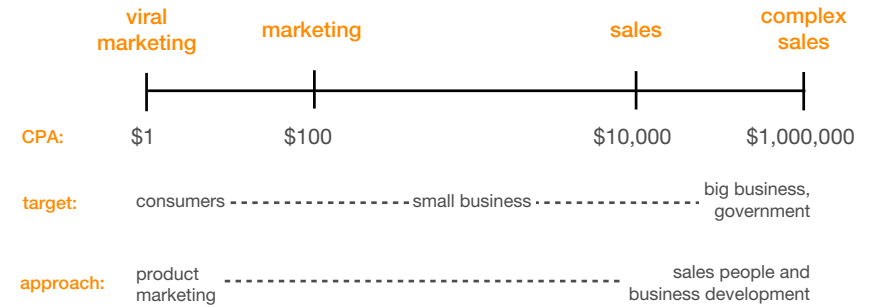 viral
marketing
marketing
sales
complex
sales
CPA: $1 $100 $10,000 $1,000,000
target: consumers small business big business,
government
approach: product
marketing
sales people and
business development